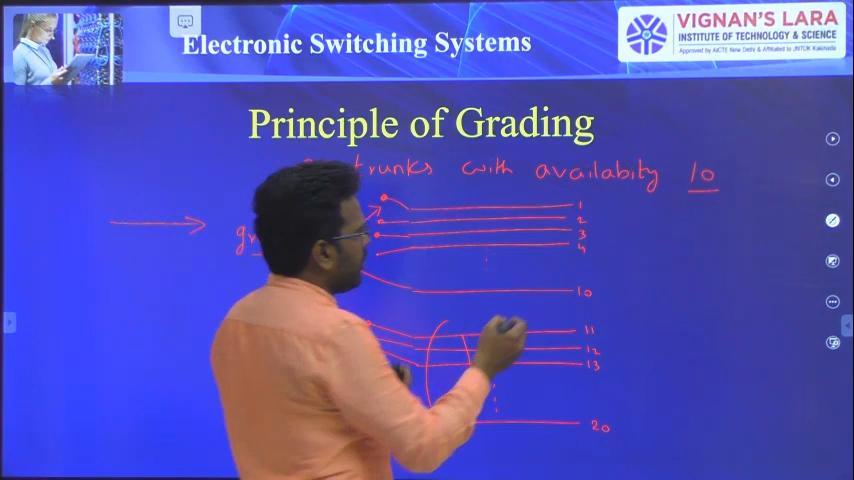 Electronic Switching Systems
VIGNAN'S LARA
INSTITUTE OF TECHNOLOGY & SCIENCE
Approved by AICTE New Delhi & Affiliated to JNTUK Kakinada
Principle of Grading
trunks with availabity 10
1
2
3
4
10
11
12
13
20